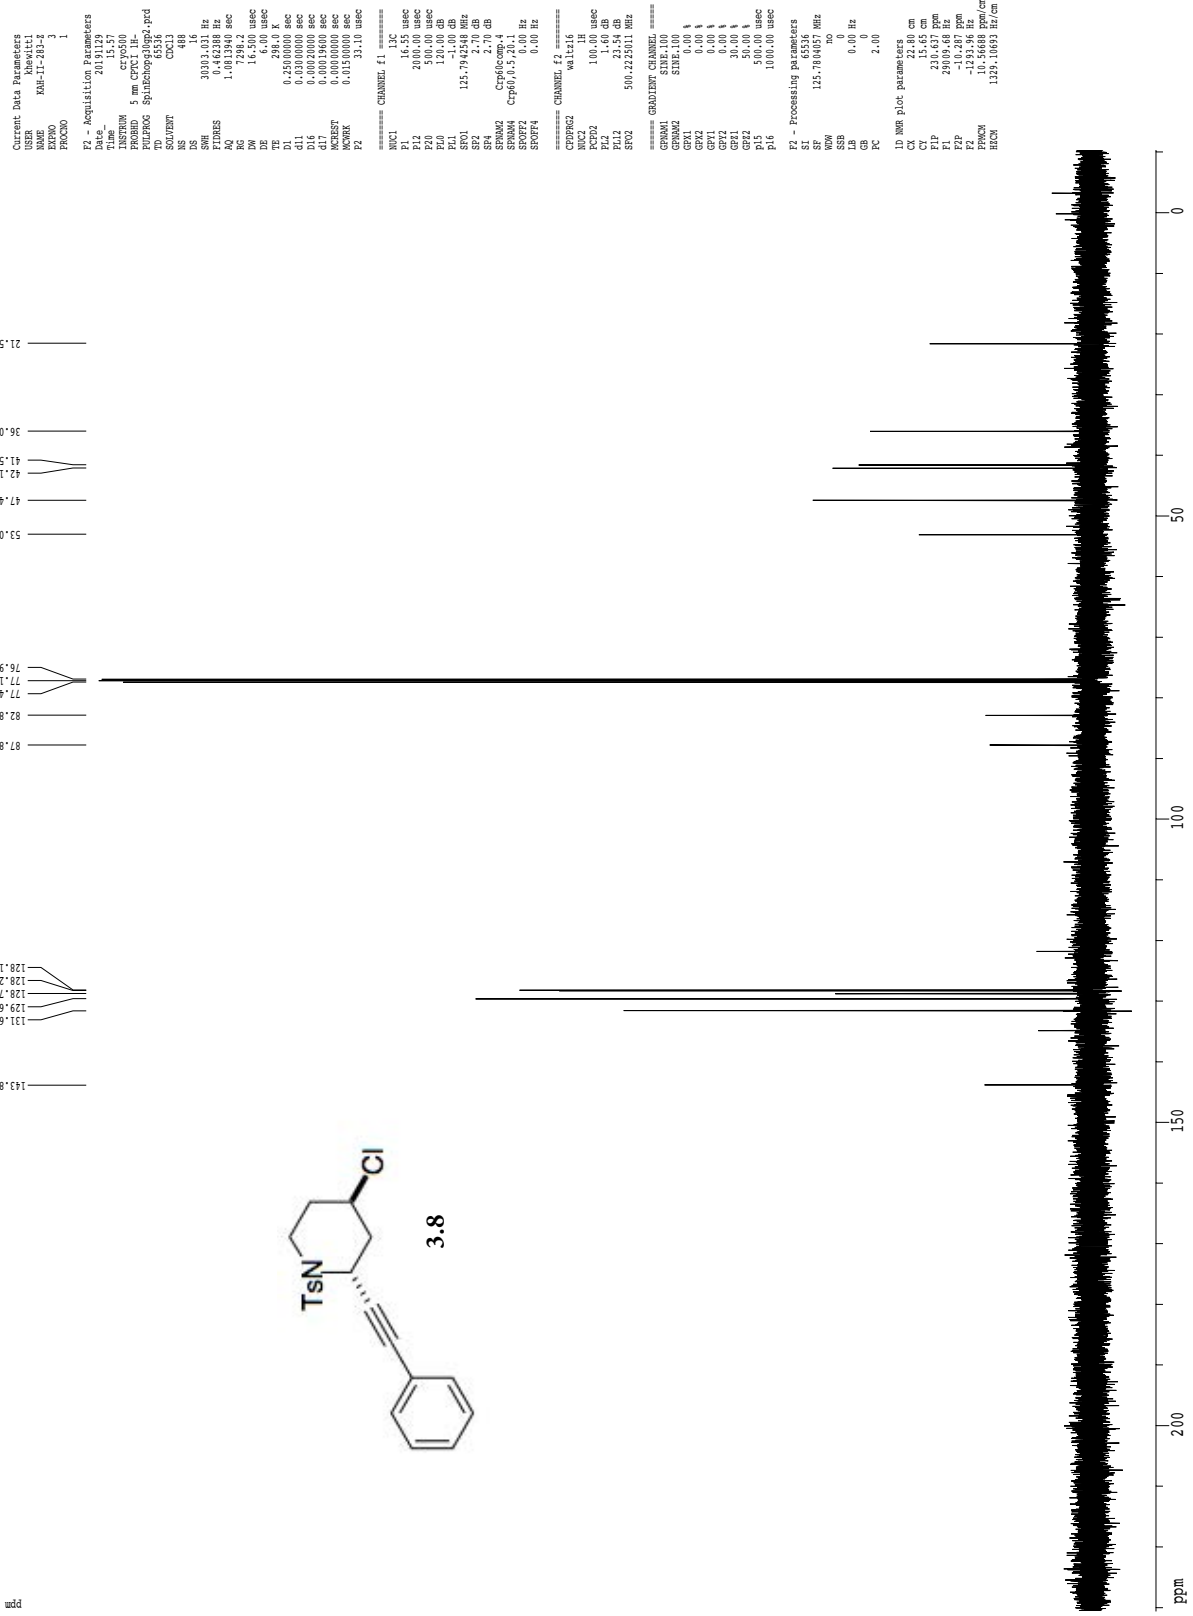 Current Data Parameters
USER khewitt1
NAME KAH-II-283-Z
EXPNO 3
PROCNO 1
F2 - Acquisition Parameters
Date_ 20191129
Time 15.57
INSTRUM cryo500
PROBHD 5 mm CPTCI 1H-
PULPROG SpinEchopg30gp2.prd
TD 65536
SOLVENT CDCl3
NS 488
DS 16
SWH 30303.031 Hz
FIDRES 0.462388 Hz
AQ 1.0813940 sec
RG 7298.2
DW 16.500 usec
DE 6.00 usec
TE 298.0 K
D1 0.25000000 sec
d11 0.03000000 sec
D16 0.00020000 sec
d17 0.00019600 sec
MCREST 0.00000000 sec
MCWRK 0.01500000 sec
P2 33.10 usec
======== CHANNEL f1 ========
NUC1 13C
P1 16.55 usec
P12 2000.00 usec
P20 500.00 usec
PL0 120.00 dB
PL1 -1.00 dB
SFO1 125.7942548 MHz
SP2 2.70 dB
SP4 2.70 dB
SPNAM2 Crp60comp.4
SPNAM4 Crp60,0.5,20.1
SPOFF2 0.00 Hz
SPOFF4 0.00 Hz
======== CHANNEL f2 ========
CPDPRG2 waltz16
NUC2 1H
PCPD2 100.00 usec
PL2 1.60 dB
PL12 23.54 dB
SFO2 500.2225011 MHz
====== GRADIENT CHANNEL ======
GPNAM1 SINE.100
GPNAM2 SINE.100
GPX1 0.00 %
GPX2 0.00 %
GPY1 0.00 %
GPY2 0.00 %
GPZ1 30.00 %
GPZ2 50.00 %
p15 500.00 usec
p16 1000.00 usec
F2 - Processing parameters
SI 65536
SF 125.7804057 MHz
WDW no
SSB 0
LB 0.00 Hz
GB 0
PC 2.00
1D NMR plot parameters
CX 22.80 cm
CY 15.65 cm
F1P 230.637 ppm
F1 29009.68 Hz
F2P -10.287 ppm
F2 -1293.96 Hz
PPMCM 10.56688 ppm/cm
HZCM 1329.10693 Hz/cm
ppm
143.8
131.6
129.6
128.7
128.2
128.1
87.8
82.8
77.4
77.1
76.9
53.0
47.4
42.1
41.5
36.0
21.5
TsN
Cl
3.8
ppm
200
150
100
50
0